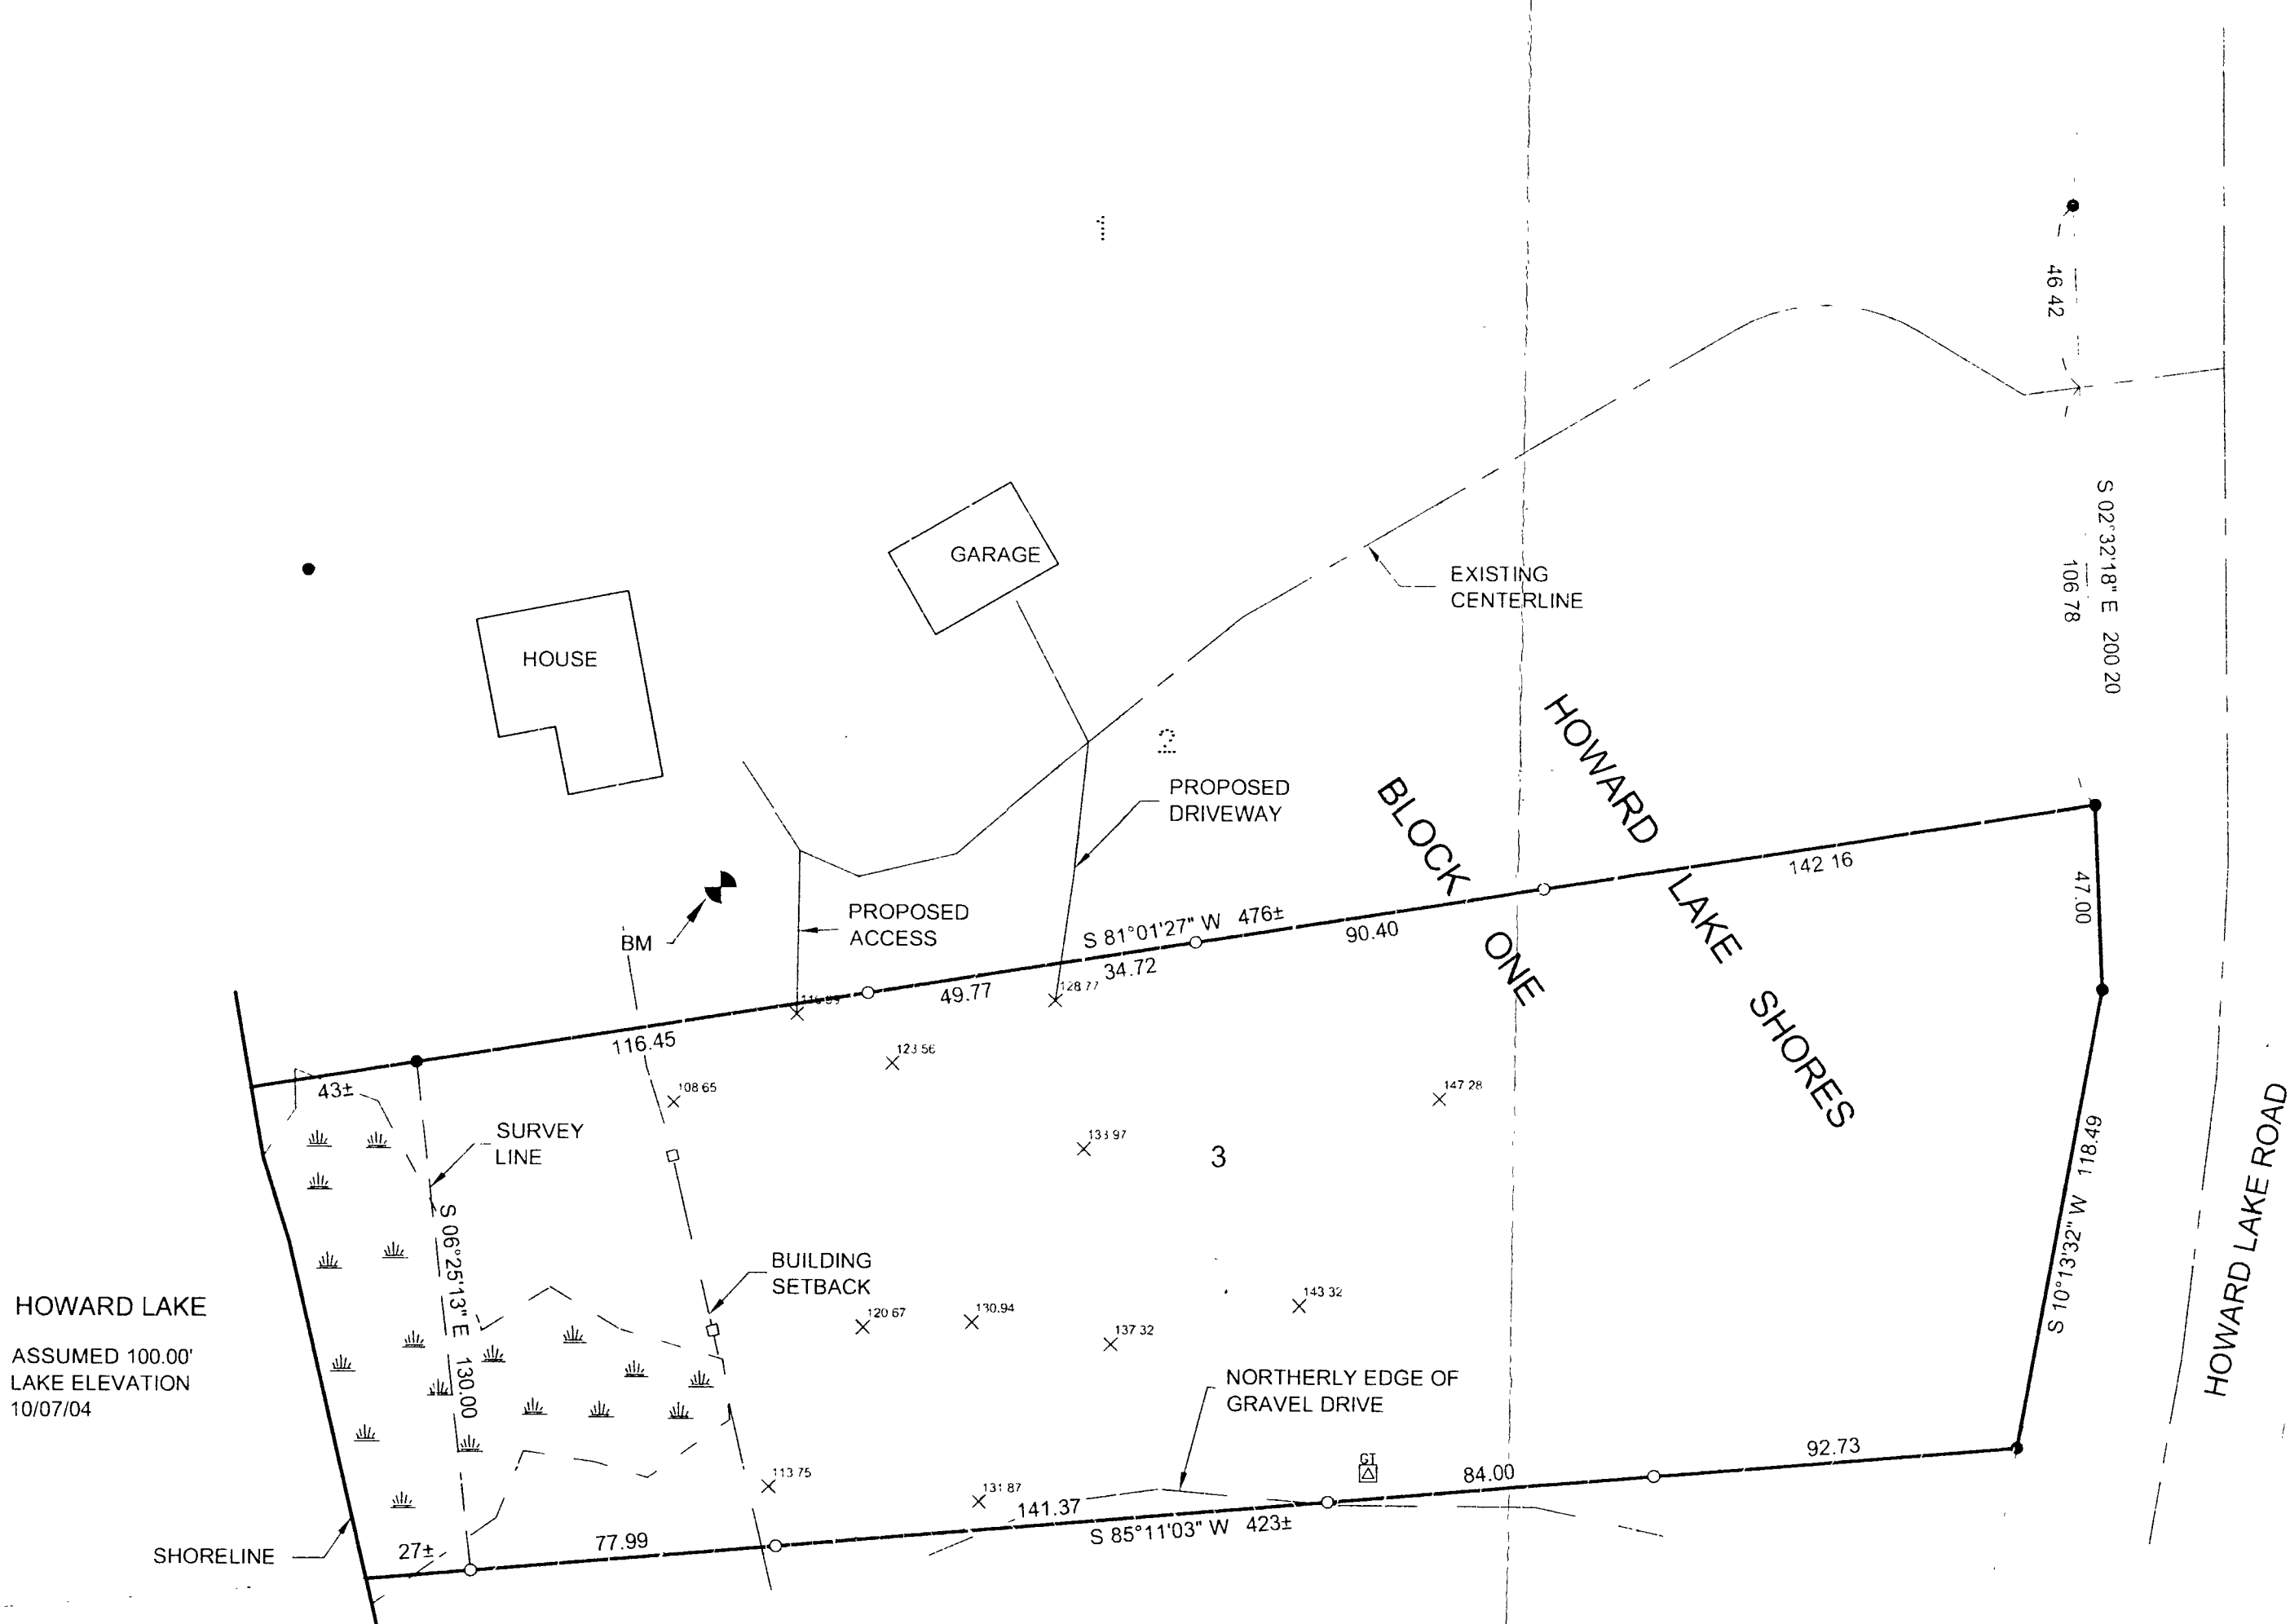 1
46 42
S 02°32'18" E 200 20
106 78
GARAGE
EXISTING
CENTERLINE
HOUSE
2
PROPOSED
DRIVEWAY
HOWARD LAKE SHORES
BLOCK ONE
142 16
47.00
BM
PROPOSED
ACCESS
S 81°01'27" W 476±
90.40
34.72
49.77
128.77
116.45
123 56
43±
108 65
147 28
SURVEY
LINE
133 97
3
S 10°13'32" W 118.49
HOWARD LAKE ROAD
S 06°25'13" E 130.00
BUILDING
SETBACK
HOWARD LAKE
ASSUMED 100.00'
LAKE ELEVATION
10/07/04
120 67
130.94
143 32
137 32
NORTHERLY EDGE OF
GRAVEL DRIVE
GT
92.73
84.00
113 75
131 87
141.37
S 85°11'03" W 423±
77.99
27±
SHORELINE